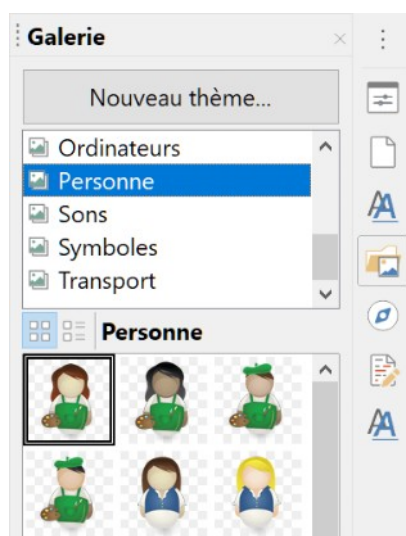 Galerie
Nouveau thème...
Ordinateurs
Personne
Sons
Symboles
Transport
Personne